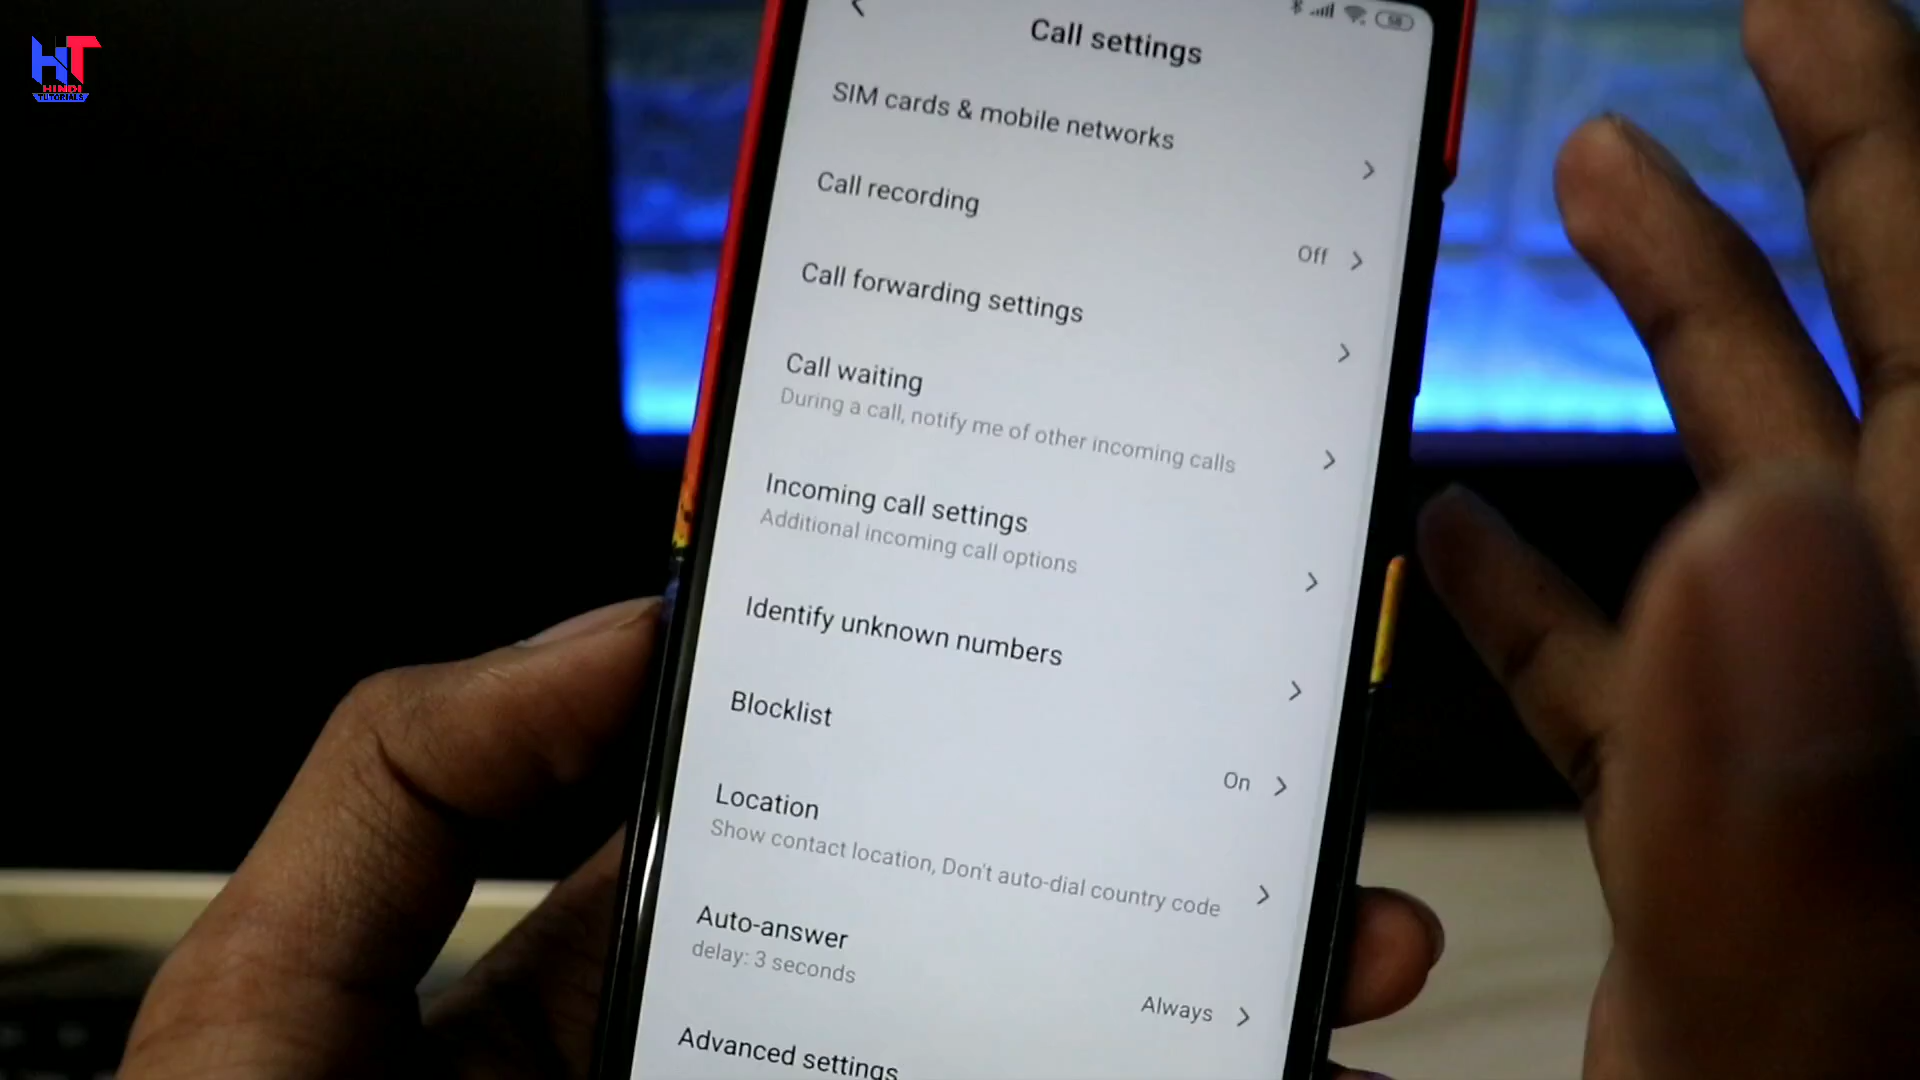 HT
HINDI
TUTORIALS
58
Call settings
SIM cards & mobile networks
Call recording
Off
Call forwarding settings
Call waiting
During a call, notify me of other incoming calls
Incoming call settings
Additional incoming call options
Identify unknown numbers
Blocklist
On
Location
Show contact location, Don't auto-dial country code
Auto-answer
delay: 3 seconds
Always
Advanced settings